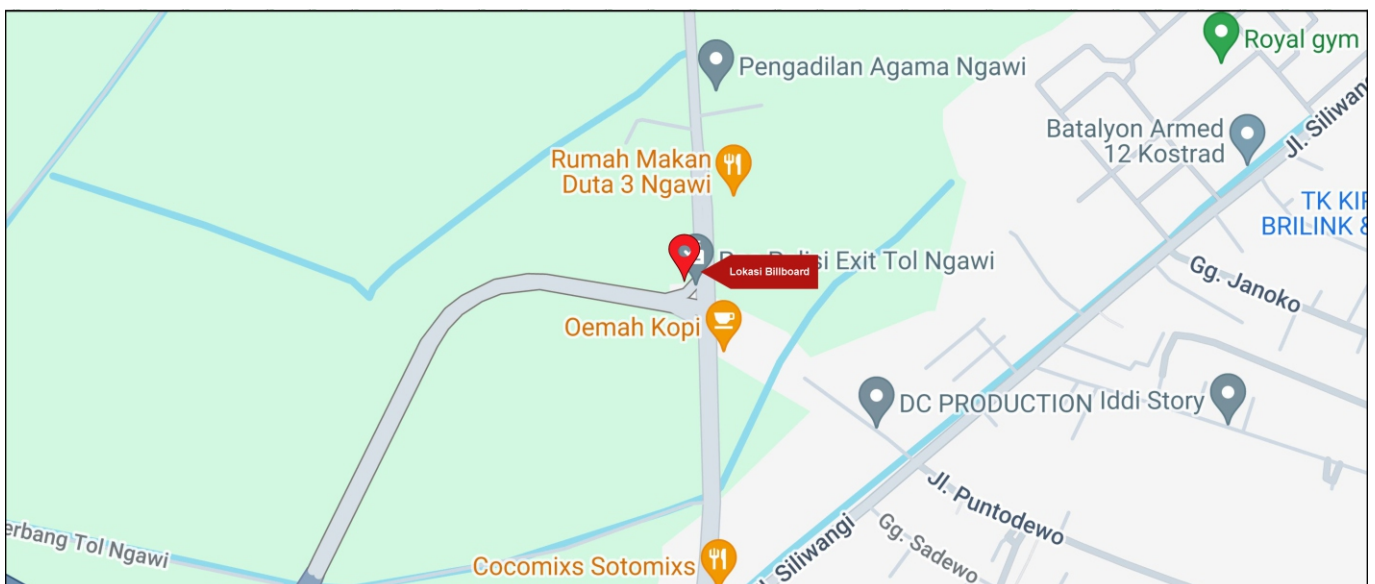 Royal gym
Pengadilan Agama Ngawi
Batalyon Armed
12 Kostrad
Jl. Siliwan
Rumah Makan
Duta 3 Ngawi
TK KIF
BRILINK &
Exit Tol Ngawi
Lokasi Billboard
Gg. Janoko
Oemah Kopi
DC PRODUCTION
Iddi Story
Jl. Puntodewo
erbang Tol Ngawi
Siliwangi
Gg. Sadewo
Cocomixs Sotomixs